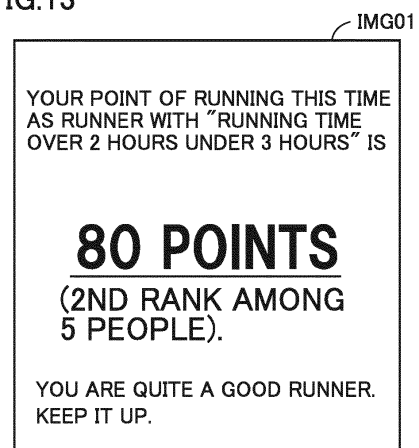 FIG.13
IMG01
YOUR POINT OF RUNNING THIS TIME
AS RUNNER WITH "RUNNING TIME
OVER 2 HOURS UNDER 3 HOURS" IS
80 POINTS
(2ND RANK AMONG
5 PEOPLE).
YOU ARE QUITE A GOOD RUNNER.
KEEP IT UP.